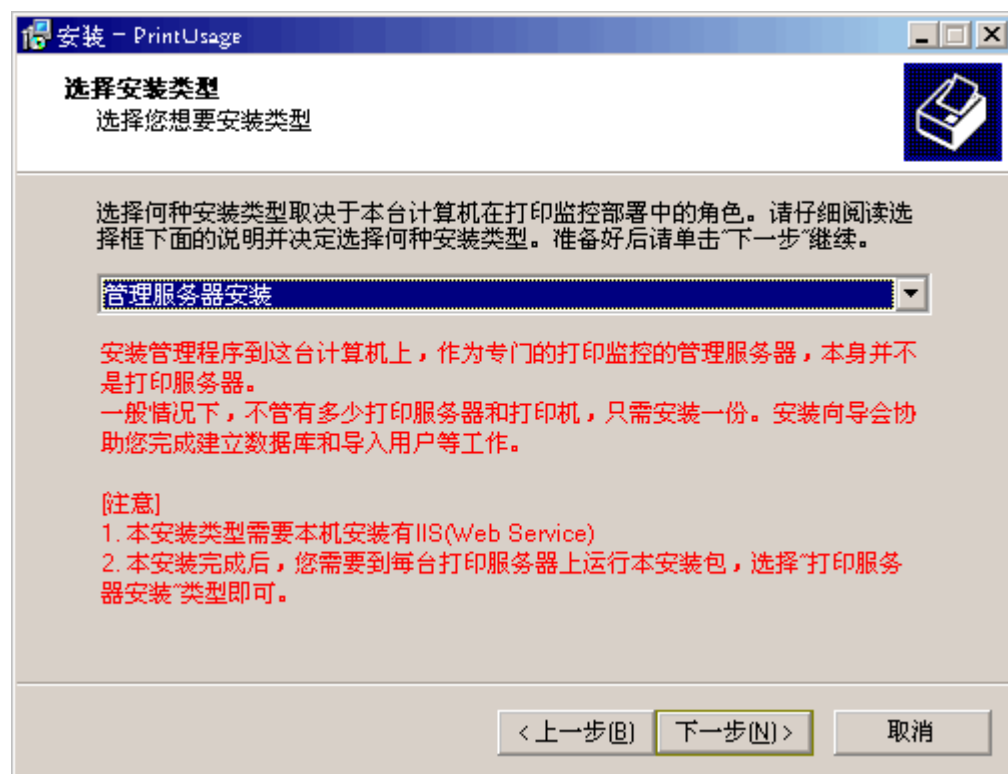 安装 - PrintUsage
选择安装类型
选择您想要安装类型
选择何种安装类型取决于本台计算机在打印监控部署中的角色。请仔细阅读选
择框下面的说明并决定选择何种安装类型。准备好后请单击"下一步"继续。
管理服务器安装
安装管理程序到这台计算机上，作为专门的打印监控的管理服务器，本身并不
是打印服务器。
一般情况下，不管有多少打印服务器和打印机，只需安装一份。安装向导会协
助您完成建立数据库和导入用户等工作。
[注意]
1. 本安装类型需要本机安装有IIS(Web Service)
2. 本安装完成后，您需要到每台打印服务器上运行本安装包，选择"打印服务
器安装"类型即可。
< 上一步(B) 下一步(N) > 取消